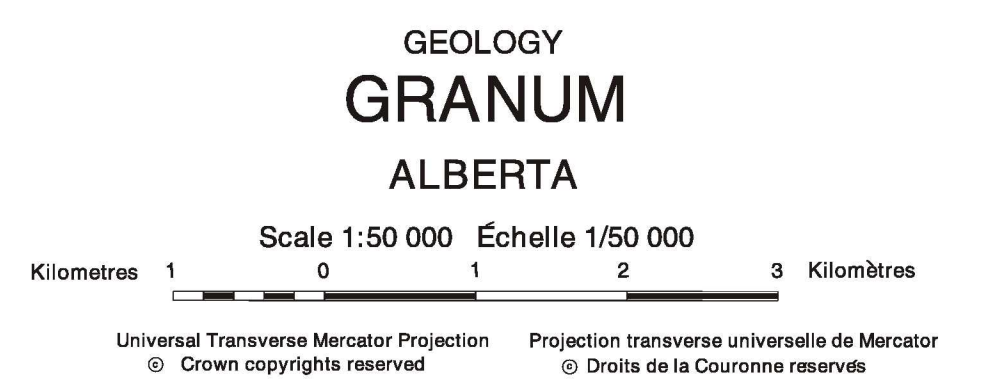 GEOLOGY
GRANUM
ALBERTA
Scale 1:50 000 Échelle 1/50 000
Kilometres 1 0 1 2 3 Kilomètres
Universal Transverse Mercator Projection Projection transverse universelle de Mercator
© Crown copyrights reserved © Droits de la Couronne reservés